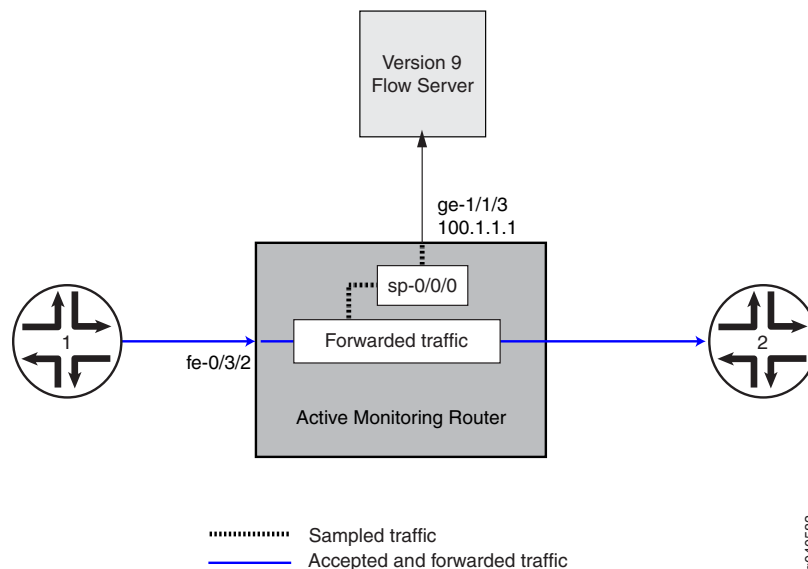 Version 9
Flow Server
ge-1/1/3
100.1.1.1
sp-0/0/0
1
Forwarded traffic
2
fe-0/3/2
Active Monitoring Router
Sampled traffic
Accepted and forwarded traffic